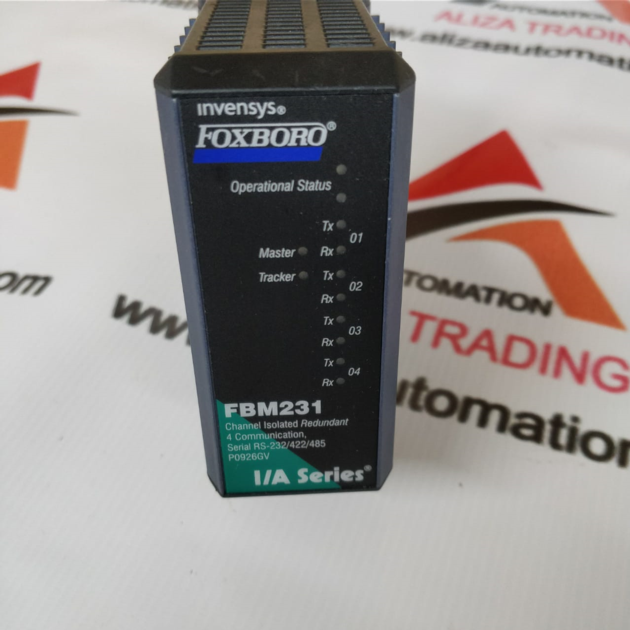 AUTOMATION
ALIZA TRADING
www.alizaautomation
invensys®
FOXBORO®
Operational Status
Tx
01
Master Rx
Tracker Tx
02
Rx
Tx
03
Rx
Tx
04
Rx
FBM231
Channel Isolated Redundant
4 Communication,
Serial RS-232/422/485
P0926GV
I/A Series®
om
www
AUTOMATION
TRADING
utomation